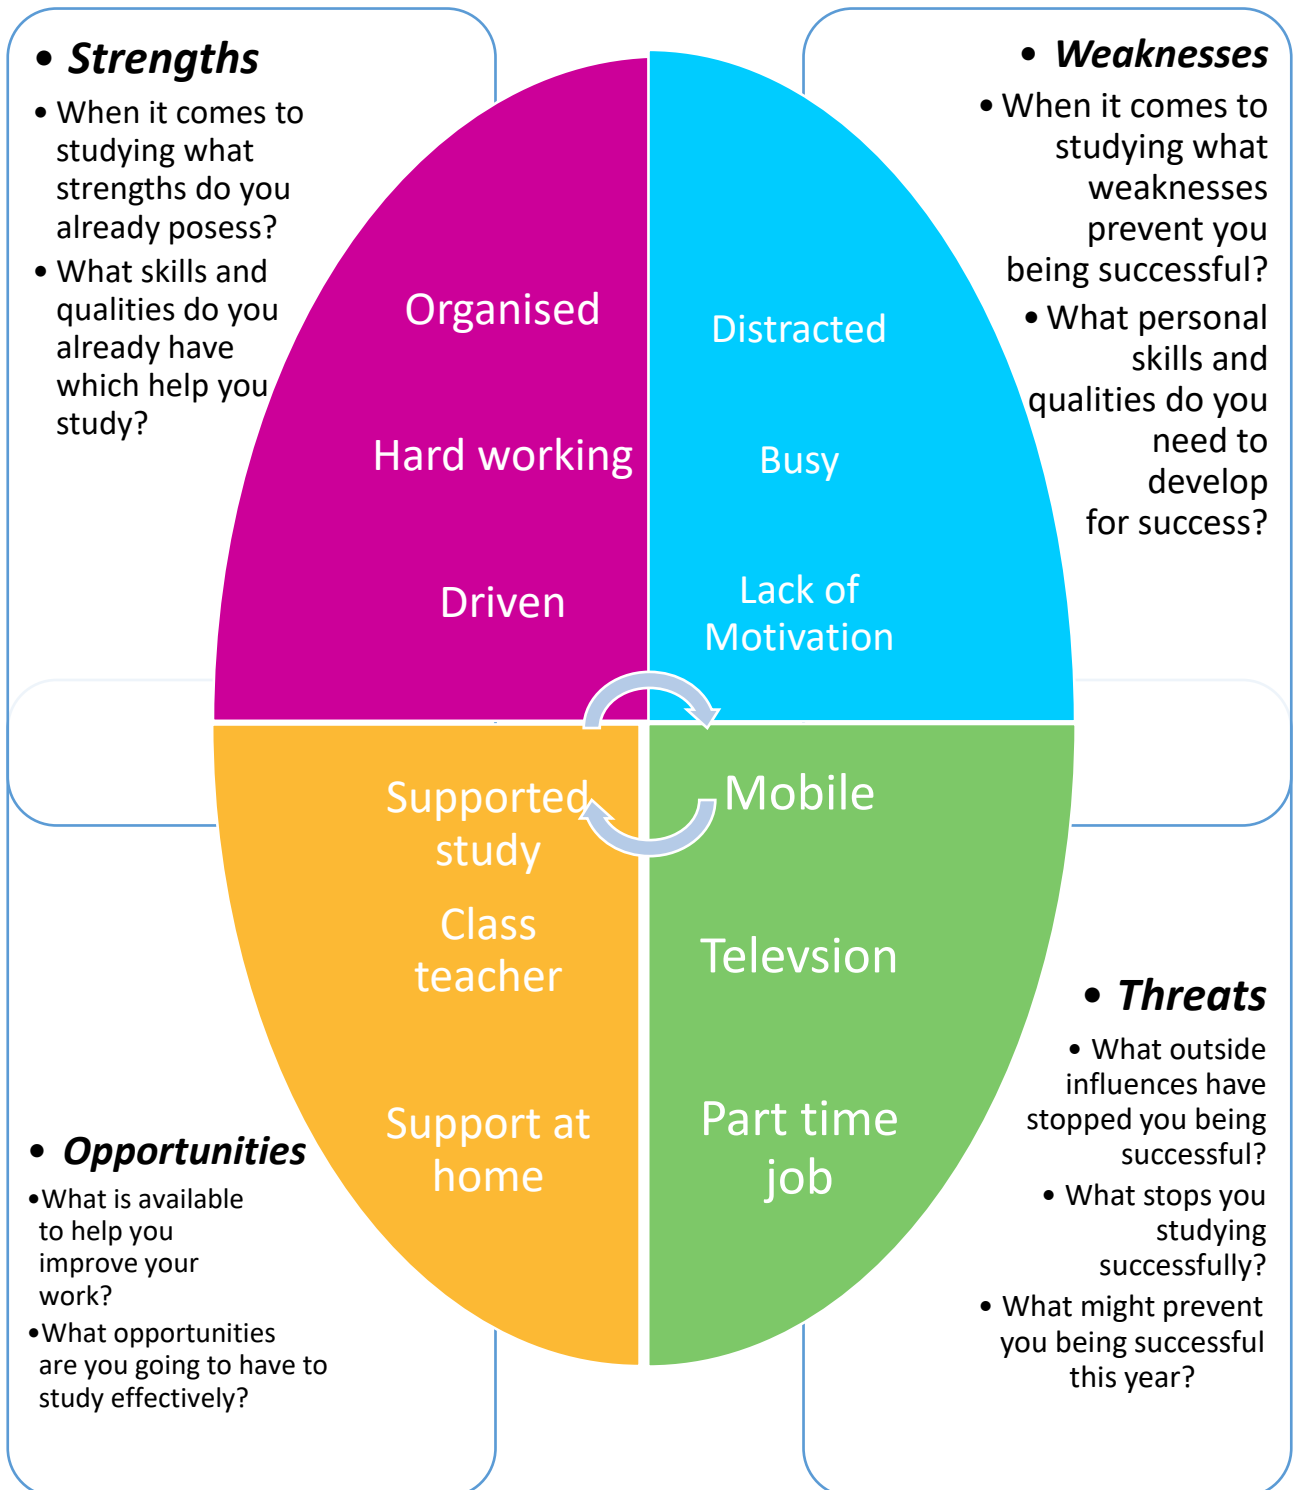 • Strengths
• When it comes to
studying what
strengths do you
already posess?
• What skills and
qualities do you
already have
which help you
study?
• Weaknesses
• When it comes to
studying what
weaknesses
prevent you
being successful?
• What personal
skills and
qualities do you
need to
develop
for success?
Organised
Hard working
Driven
Distracted
Busy
Lack of
Motivation
Supported
study
Class
teacher
Support at
home
Mobile
Televsion
Part time
job
• Opportunities
•What is available
to help you
improve your
work?
•What opportunities
are you going to have to
study effectively?
• Threats
• What outside
influences have
stopped you being
successful?
• What stops you
studying
successfully?
• What might prevent
you being successful
this year?